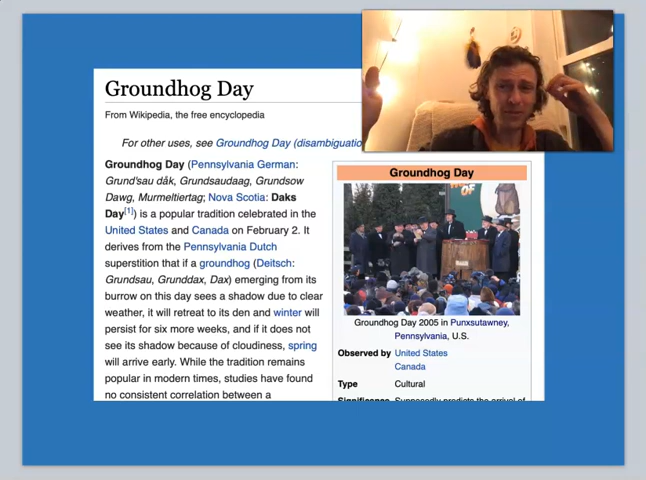 Groundhog Day
From Wikipedia, the free encyclopedia
For other uses, see Groundhog Day (disambiguatio
Groundhog Day (Pennsylvania German:
Grund'sau dåk, Grundsaudaag, Grundsow
Dawg, Murmeltiertag; Nova Scotia: Daks
Day[1]) is a popular tradition celebrated in the
United States and Canada on February 2. It
derives from the Pennsylvania Dutch
superstition that if a groundhog (Deitsch:
Grundsau, Grunddax, Dax) emerging from its
burrow on this day sees a shadow due to clear
weather, it will retreat to its den and winter will
persist for six more weeks, and if it does not
see its shadow because of cloudiness, spring
will arrive early. While the tradition remains
popular in modern times, studies have found
no consistent correlation between a
Groundhog Day
Groundhog Day 2005 in Punxsutawney,
Pennsylvania, U.S.
Observed by United States
Canada
Type Cultural
Significance Supposedly predicts the arrival of